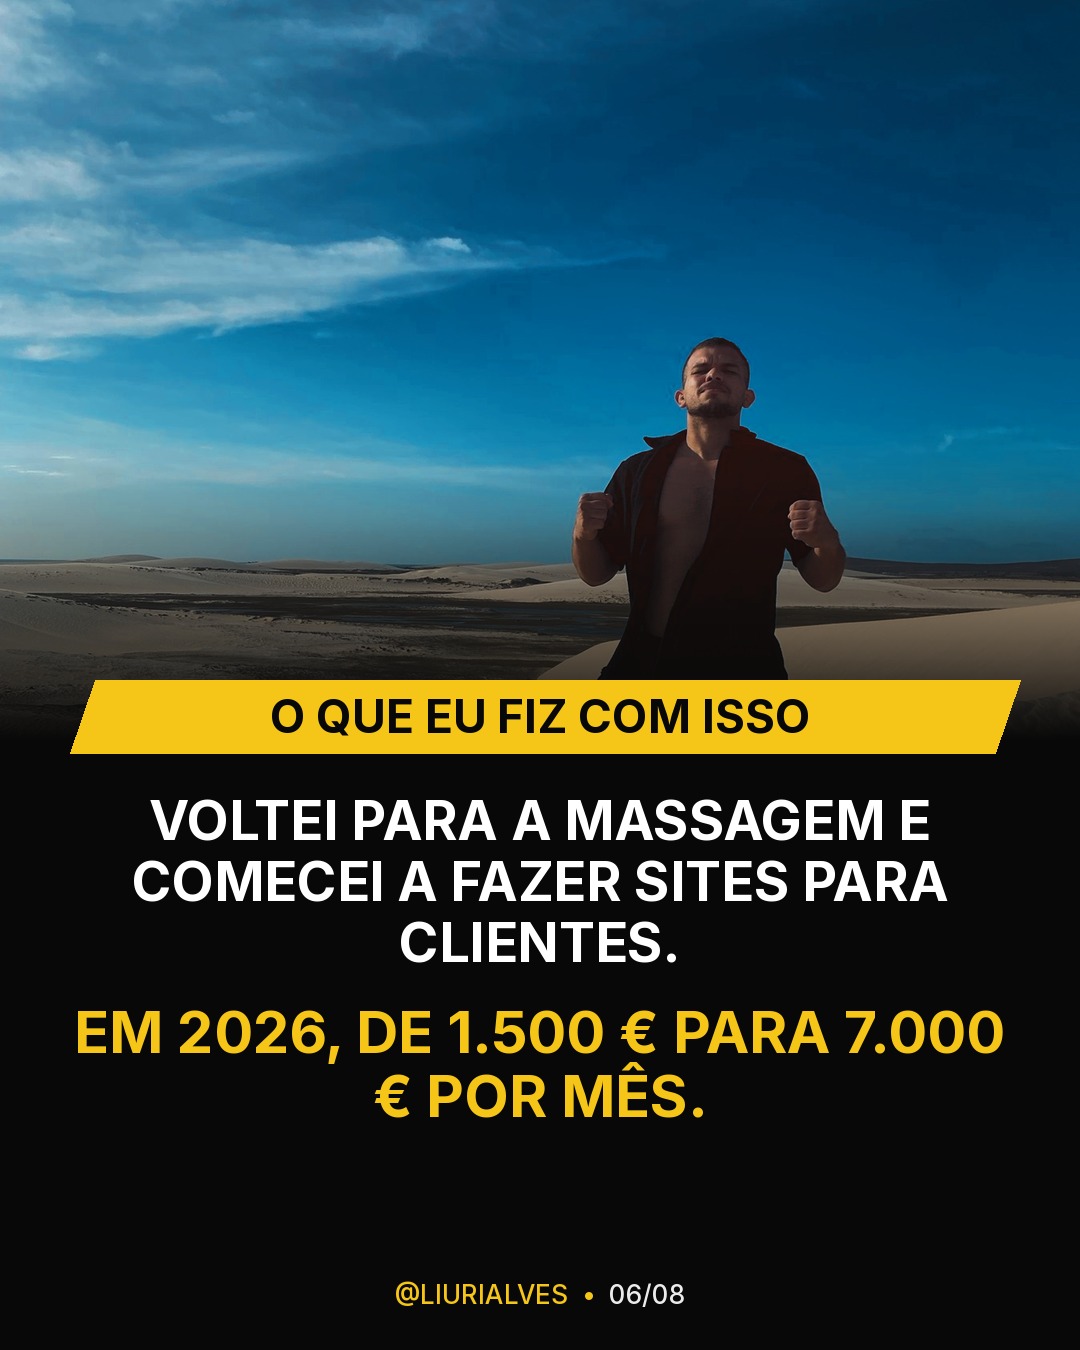 O QUE EU FIZ COM ISSO
VOLTEI PARA A MASSAGEM E
COMECEI A FAZER SITES PARA
CLIENTES.
EM 2026, DE 1.500 € PARA 7.000
€ POR MÊS.
@LIURIALVES • 06/08